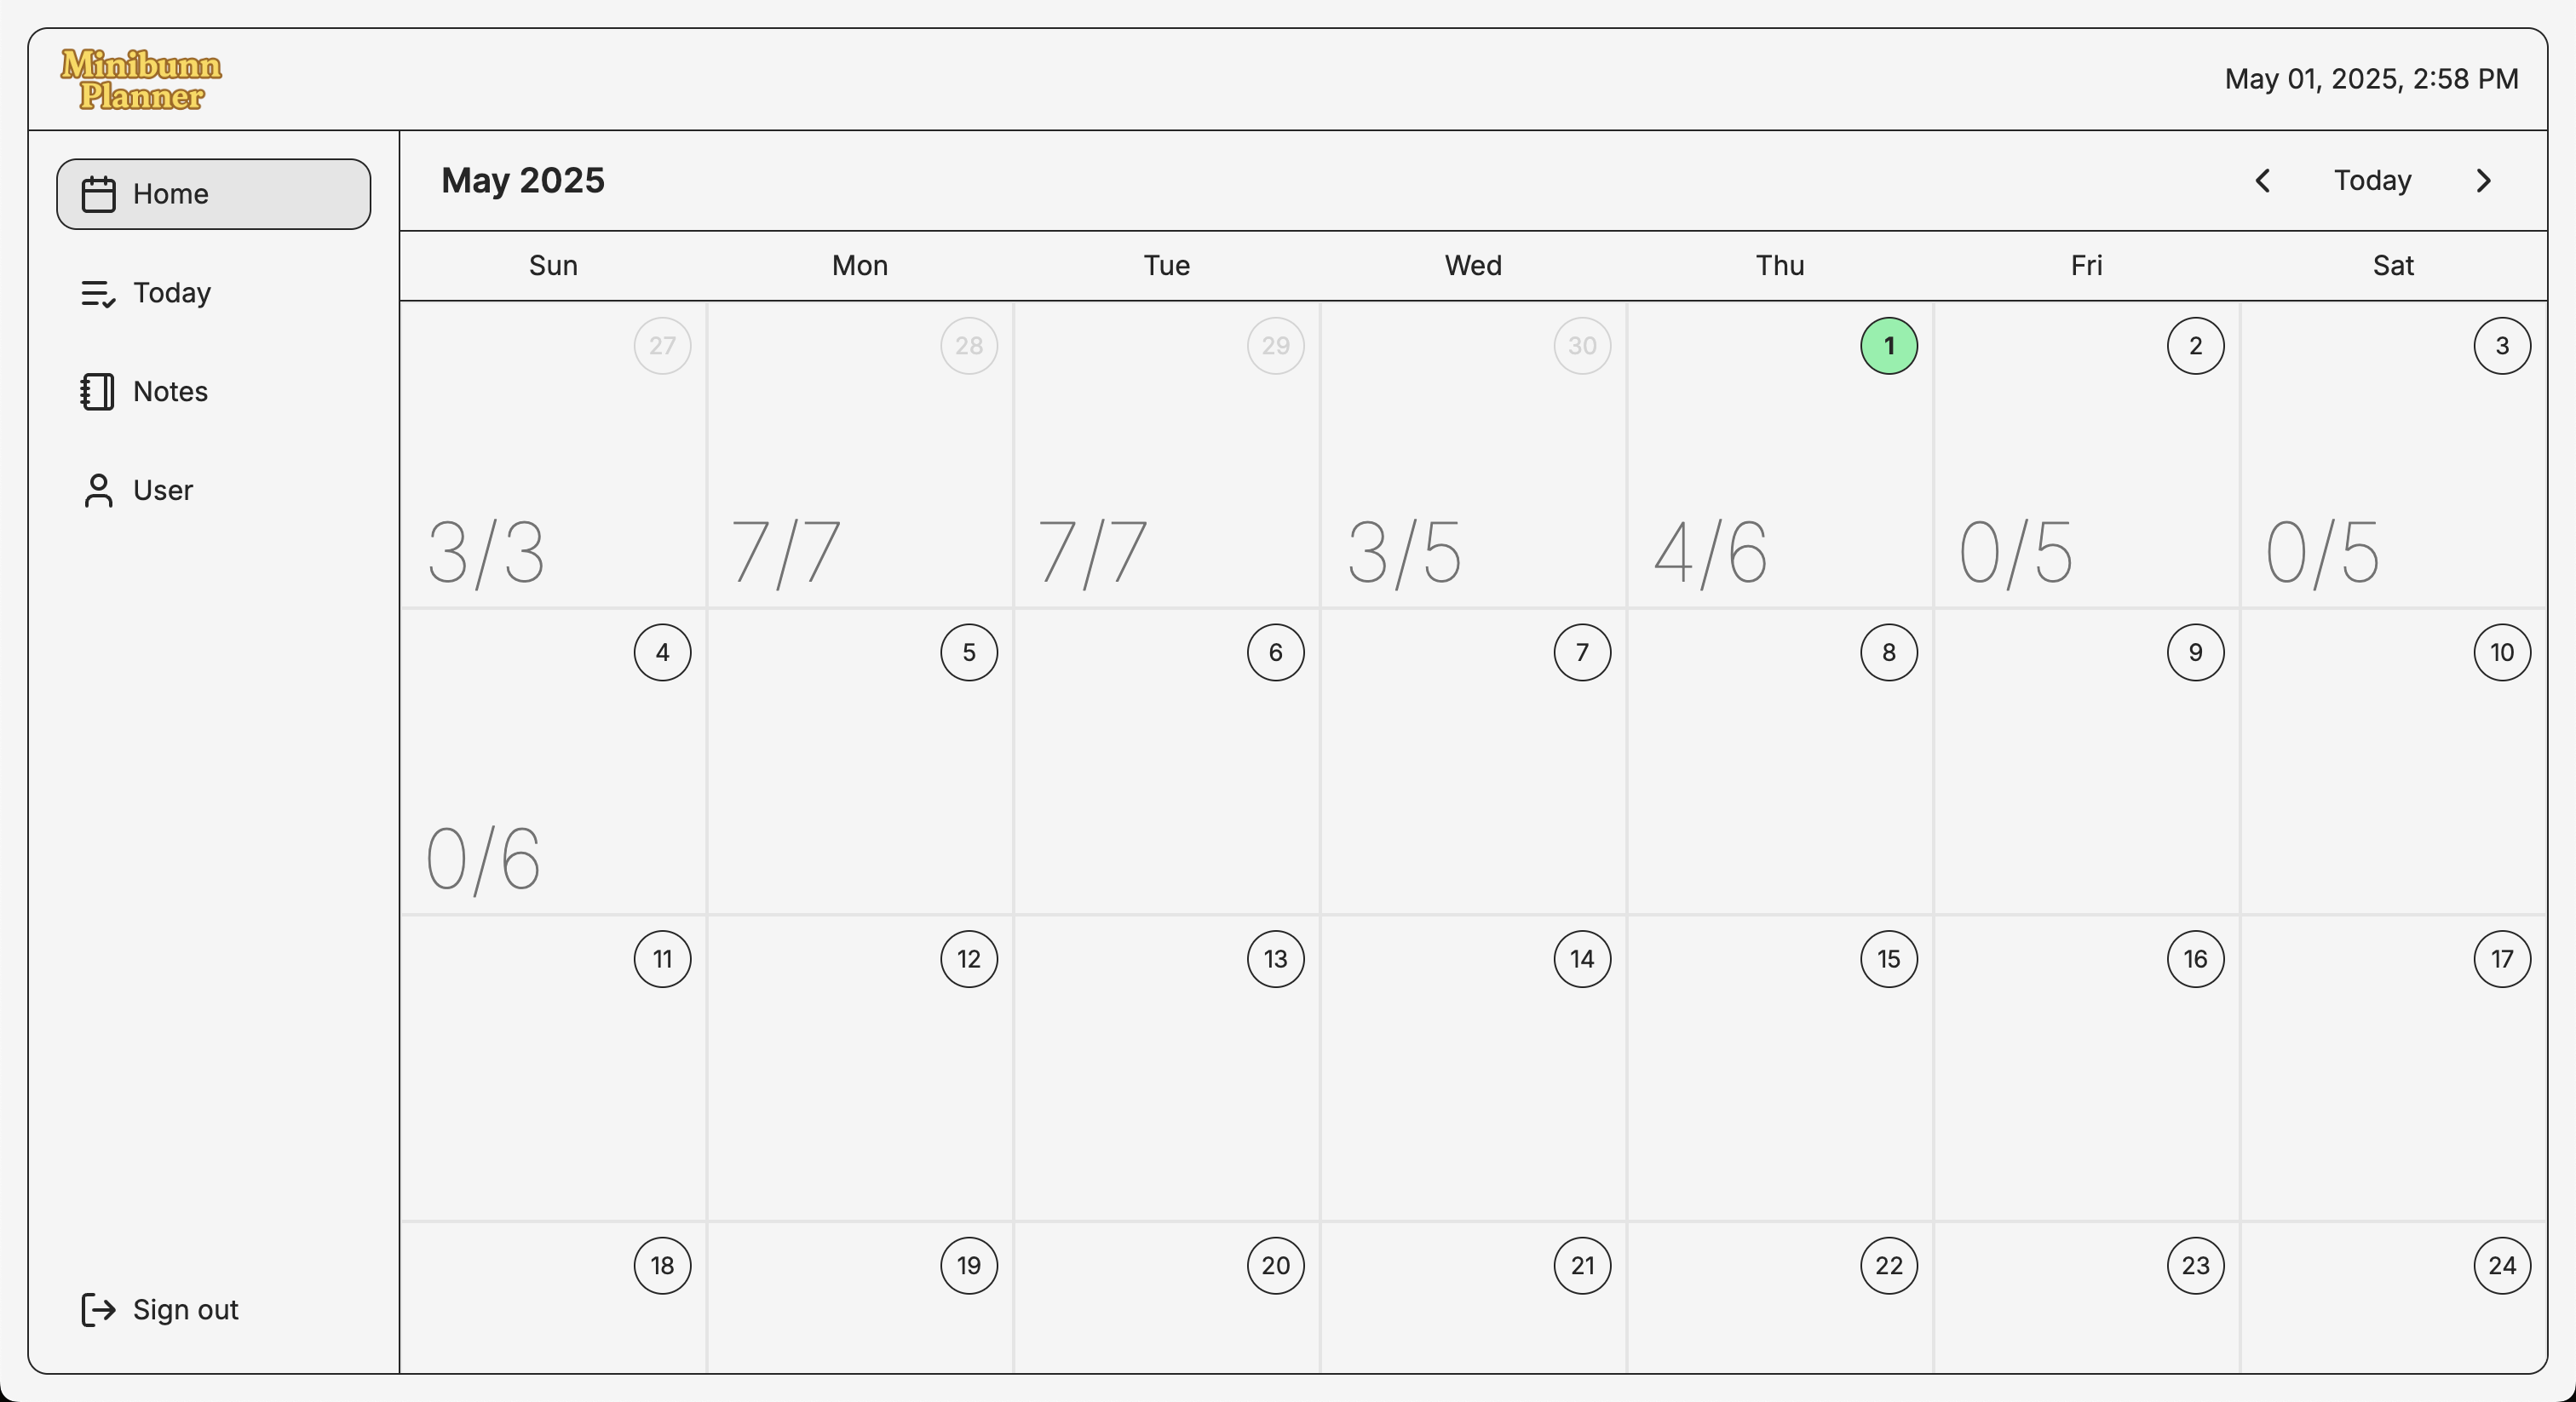 Minibunn
Planner
May 01, 2025, 2:58 PM
Home
Today
Notes
User
Sign out
May 2025
Today
Sun Mon Tue Wed Thu Fri Sat
27 28 29 30 1 2 3
3/3 7/7 7/7 3/5 4/6 0/5 0/5
4 5 6 7 8 9 10
0/6
11 12 13 14 15 16 17
18 19 20 21 22 23 24